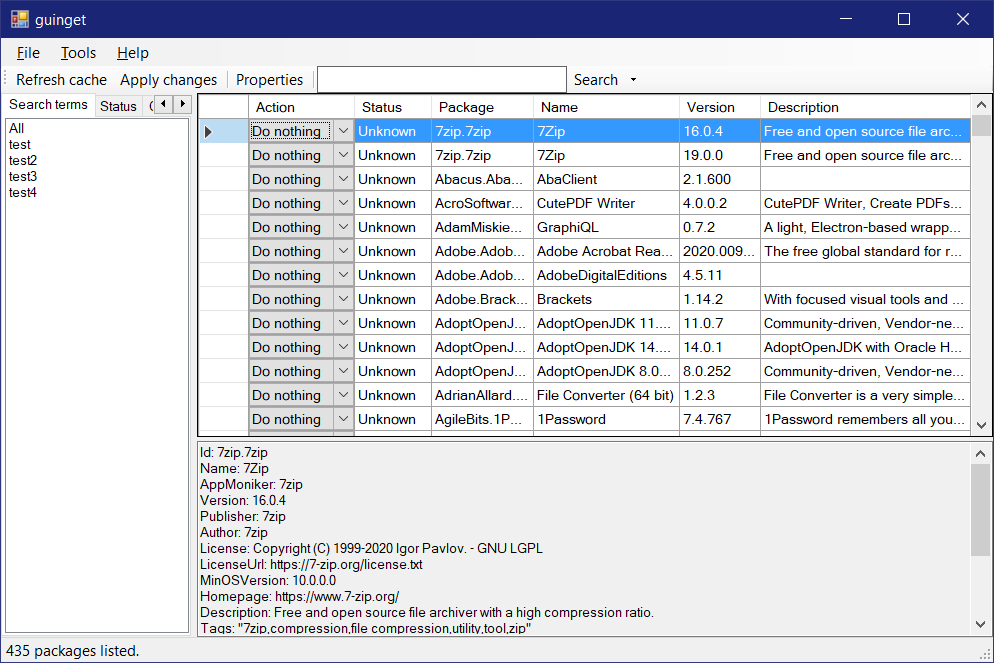 guinget
File Tools Help
Refresh cache Apply changes Properties Search
Search terms Status
All
test
test2
test3
test4
Action Status Package Name Version Description
Do nothing Unknown 7zip.7zip 7Zip 16.0.4 Free and open source file arc...
Do nothing Unknown 7zip.7zip 7Zip 19.0.0 Free and open source file arc...
Do nothing Unknown Abacus.Aba... AbaClient 2.1.600
Do nothing Unknown AcroSoftwar... CutePDF Writer 4.0.0.2 CutePDF Writer, Create PDFs...
Do nothing Unknown AdamMiskie... GraphiQL 0.7.2 A light, Electron-based wrapp...
Do nothing Unknown Adobe.Adob... Adobe Acrobat Rea... 2020.009... The free global standard for r...
Do nothing Unknown Adobe.Adob... AdobeDigitalEditions 4.5.11
Do nothing Unknown Adobe.Brack... Brackets 1.14.2 With focused visual tools and ...
Do nothing Unknown AdoptOpenJ... AdoptOpenJDK 11.... 11.0.7 Community-driven, Vendor-ne...
Do nothing Unknown AdoptOpenJ... AdoptOpenJDK 14.... 14.0.1 AdoptOpenJDK with Oracle H...
Do nothing Unknown AdoptOpenJ... AdoptOpenJDK 8.0... 8.0.252 Community-driven, Vendor-ne...
Do nothing Unknown AdrianAllard.... File Converter (64 bit) 1.2.3 File Converter is a very simple...
Do nothing Unknown AgileBits.1P... 1Password 7.4.767 1Password remembers all you...
Id: 7zip.7zip
Name: 7Zip
AppMoniker: 7zip
Version: 16.0.4
Publisher: 7zip
Author: 7zip
License: Copyright (C) 1999-2020 Igor Pavlov. - GNU LGPL
LicenseUrl: https://7-zip.org/license.txt
MinOSVersion: 10.0.0.0
Homepage: https://www.7-zip.org/
Description: Free and open source file archiver with a high compression ratio.
Tags: "7zip,compression,file compression,utility,tool,zip"
435 packages listed.